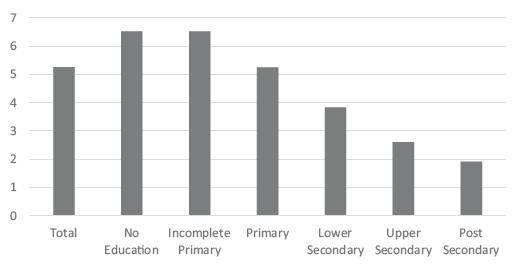 7
6
5
4
3
2
1
0
Total
No Education
Incomplete Primary
Primary
Lower Secondary
Upper Secondary
Post Secondary